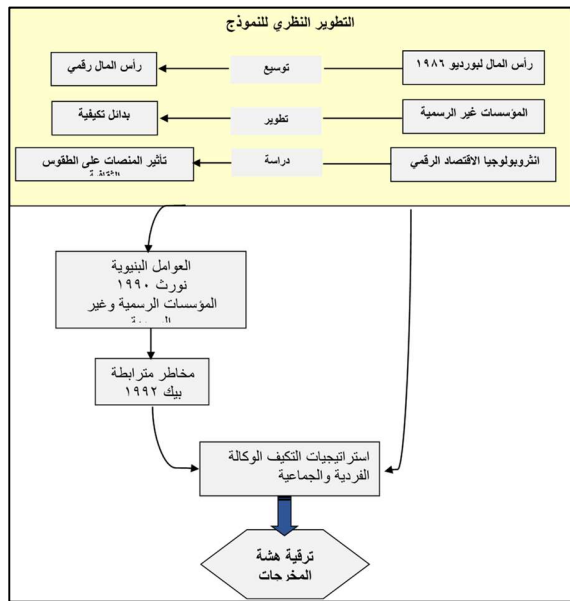 التطوير النظري للنموذج
رأس المال لبورديو ١٩٨٦
توسيع
رأس المال رقمي
المؤسسات غير الرسمية
تطوير
بدائل تكيفية
انثروبولوجيا الاقتصاد الرقمي
دراسة
تأثير المنصات على الطقوس
العوامل البنيوية
نورث ١٩٩٠
المؤسسات الرسمية وغير
مخاطر مترابطة
بيك ١٩٩٢
استراتيجيات التكيف الوكالة
الفردية والجماعية
ترقية هشة
المخرجات